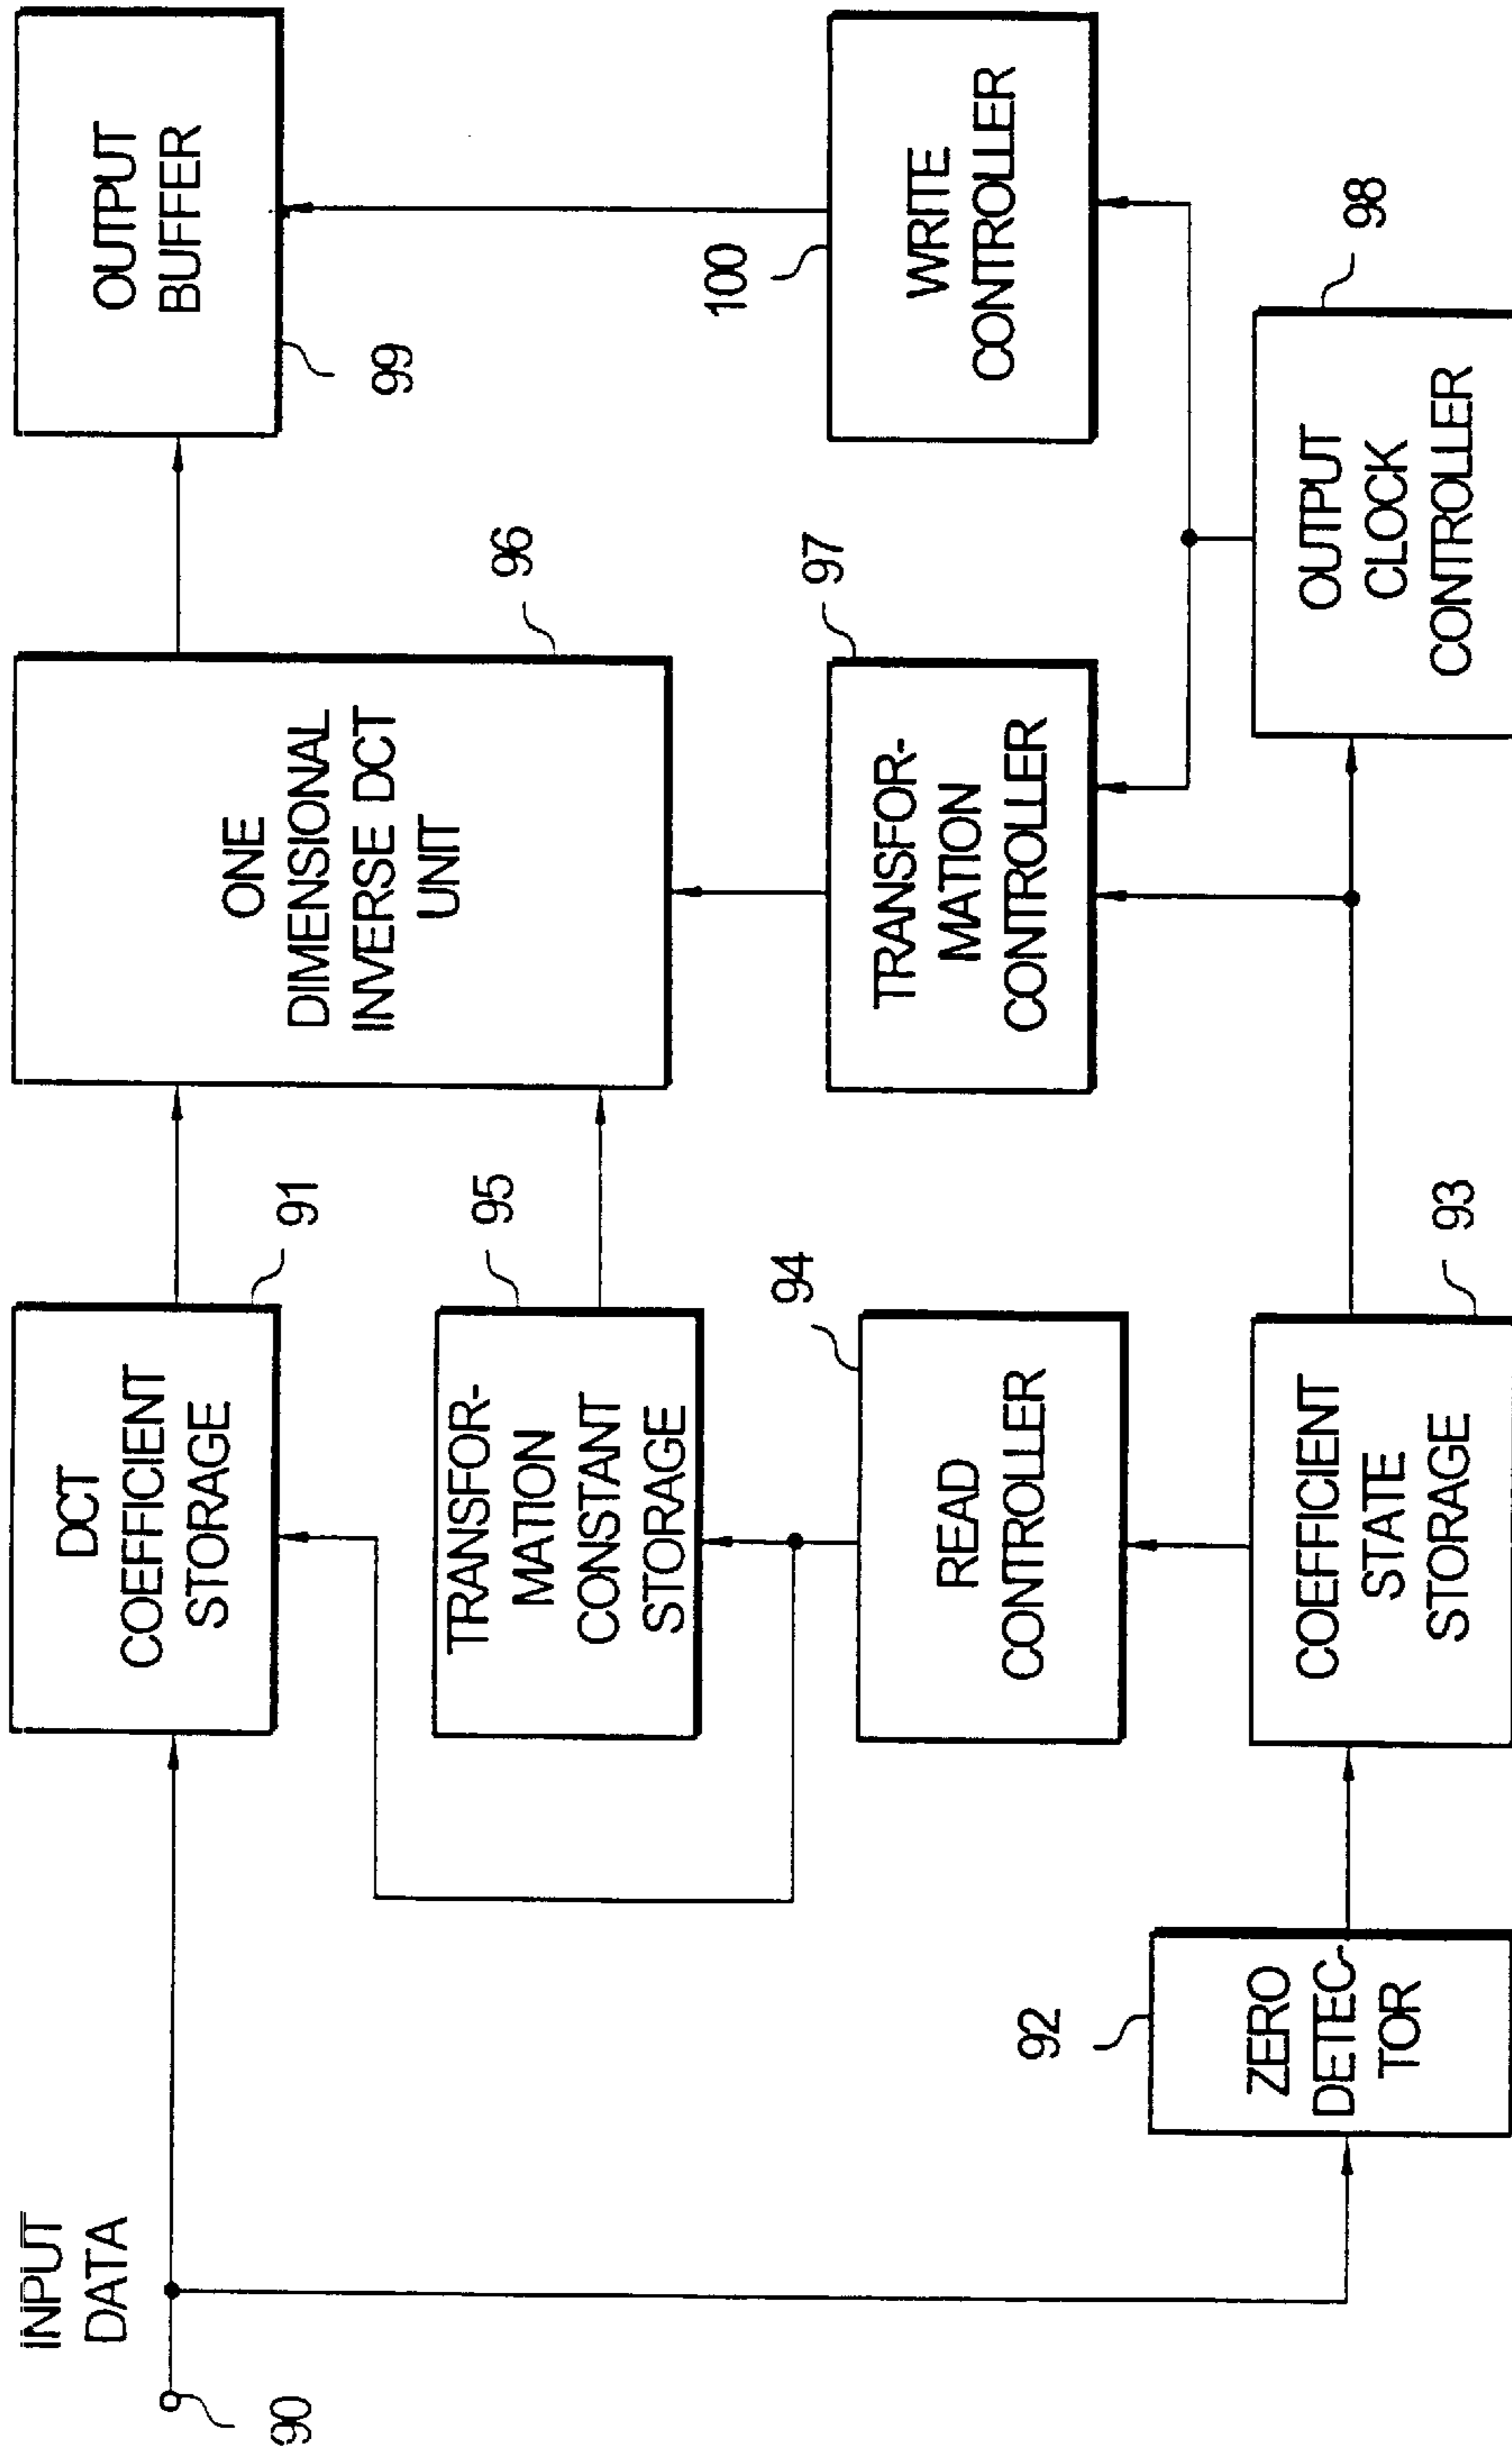 INPUT
DATA
90
DCT
COEFFICIENT
STORAGE
91
ONE
DIMENSIONAL
INVERSE DCT
UNIT
96
OUTPUT
BUFFER
99
TRANSFOR-
MATION
CONSTANT
STORAGE
95
READ
CONTROLLER
94
TRANSFOR-
MATION
CONTROLLER
97
WRITE
CONTROLLER
100
ZERO
DETEC-
TOR
92
COEFFICIENT
STATE
STORAGE
93
OUTPUT
CLOCK
CONTROLLER
98